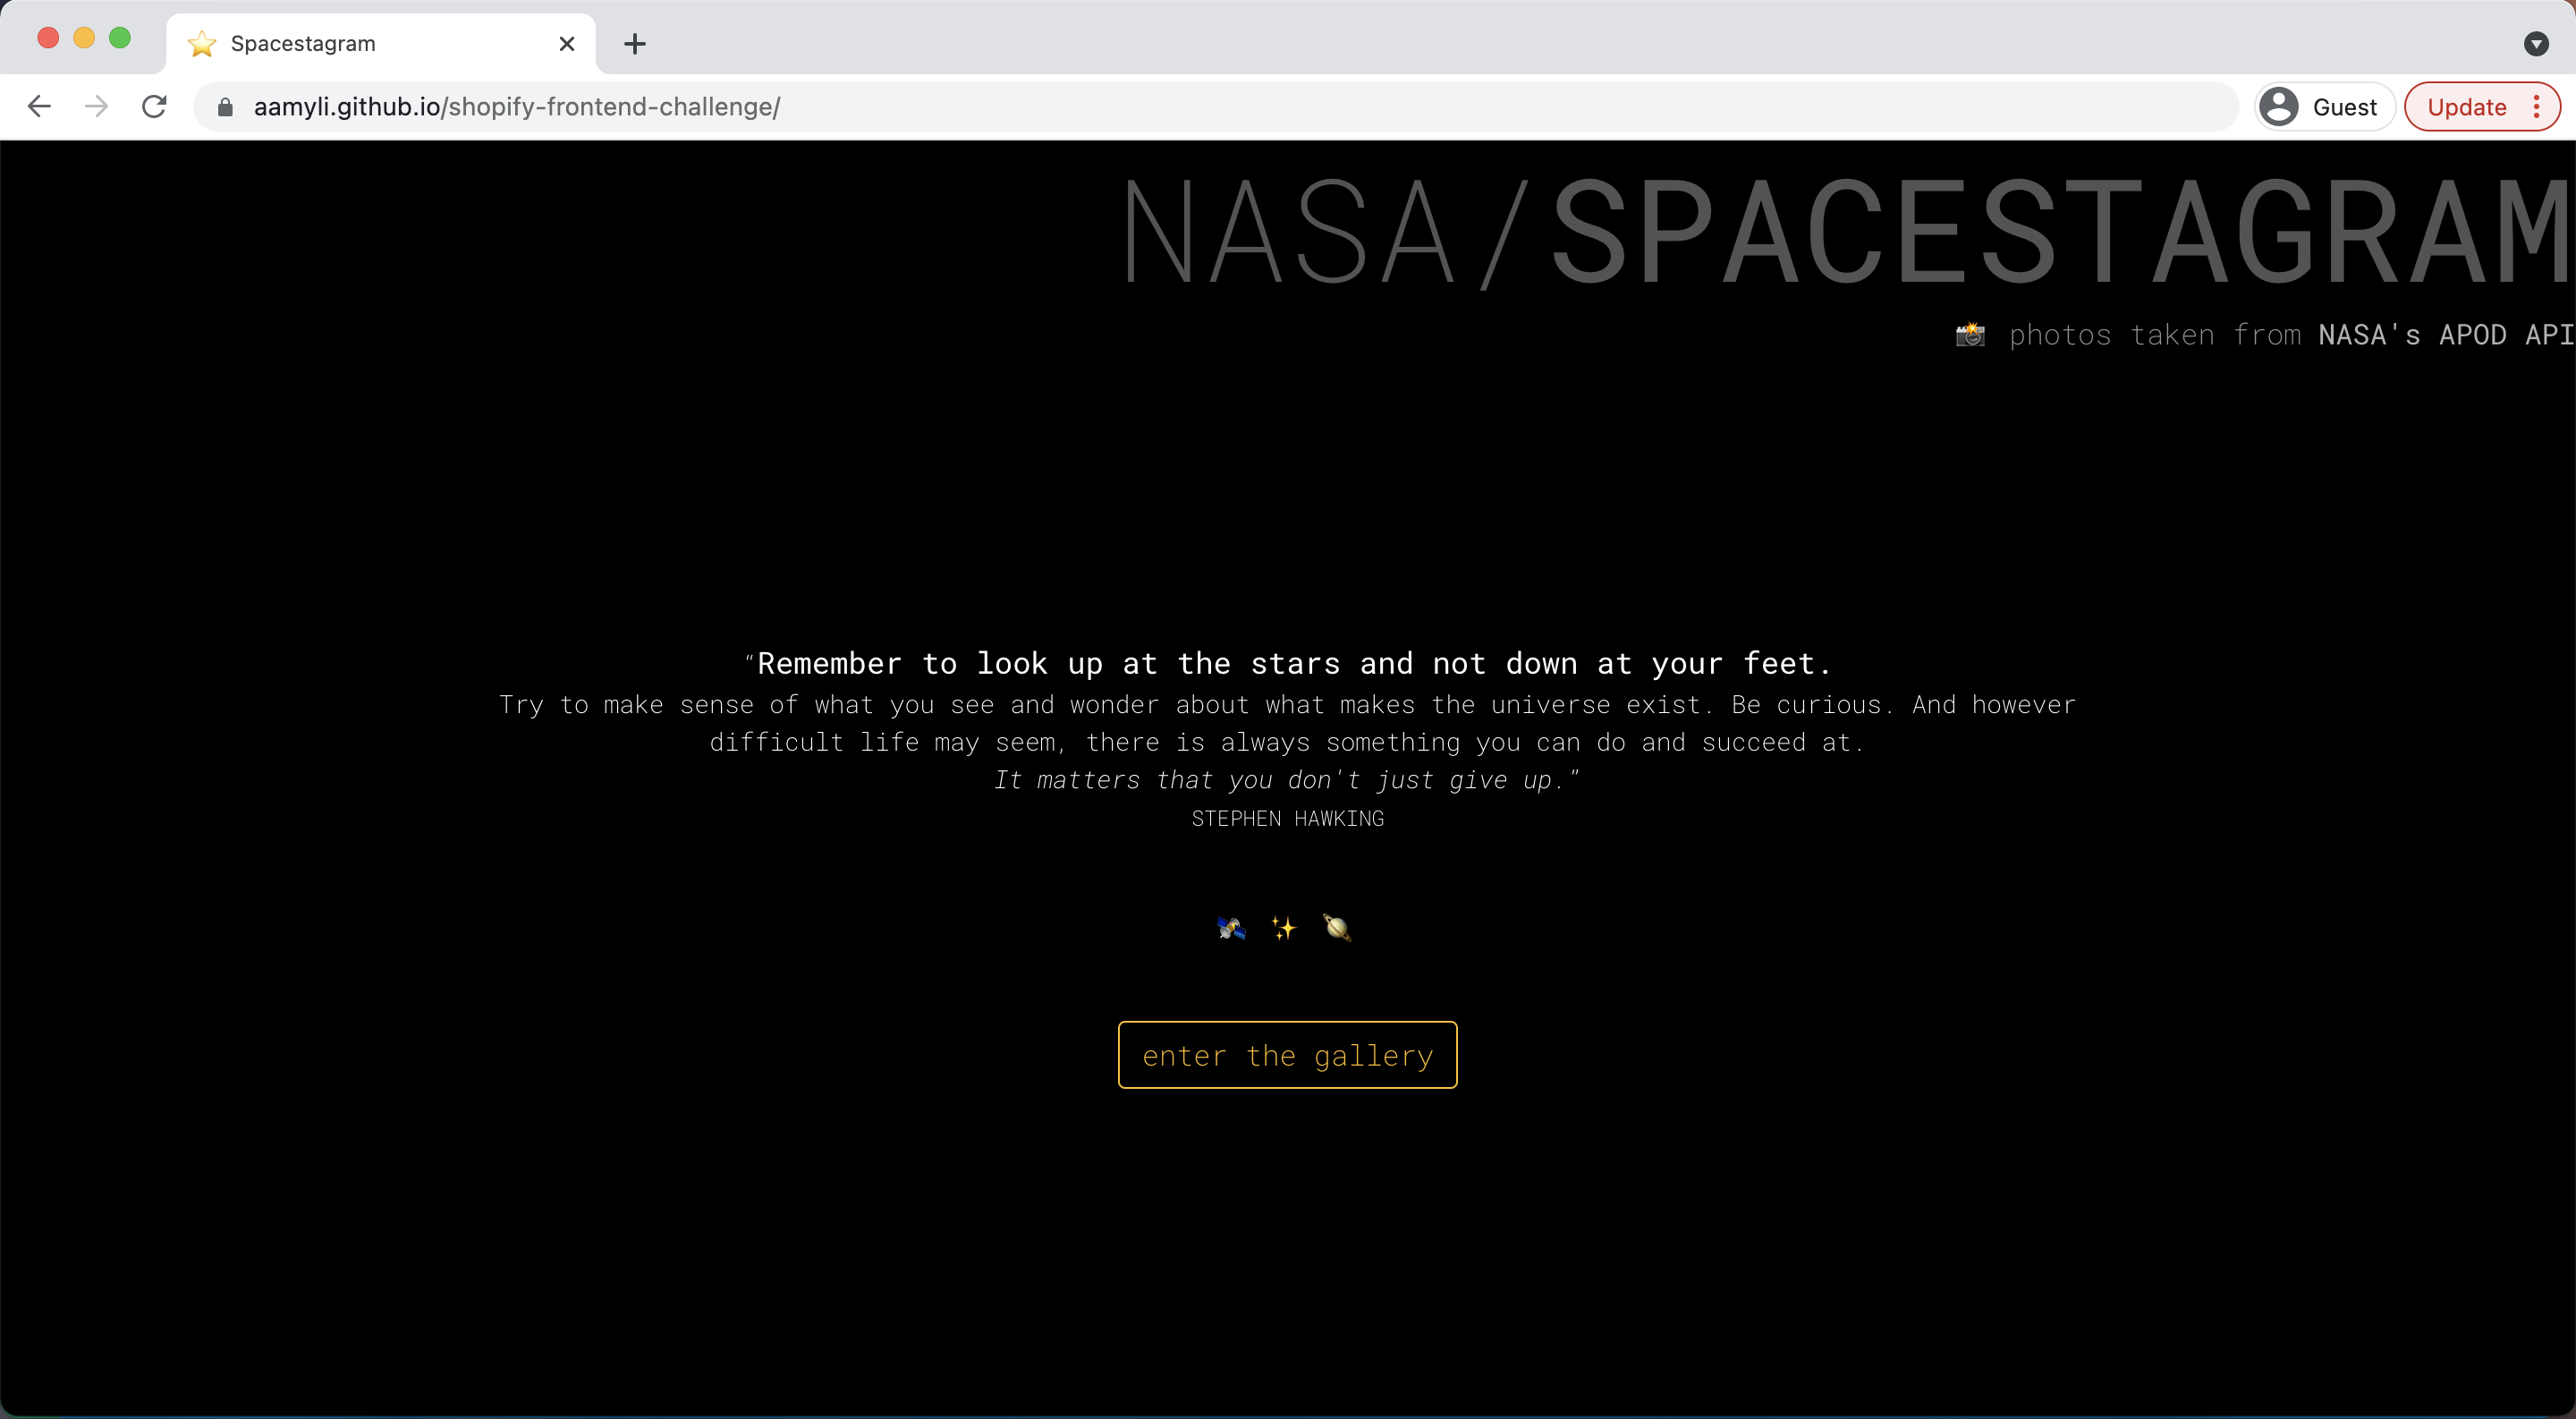 Spacestagram
aamyli.github.io/shopify-frontend-challenge/
Guest
Update
NASA/SPACESTAGRAM
photos taken from NASA's APOD API
"Remember to look up at the stars and not down at your feet.
Try to make sense of what you see and wonder about what makes the universe exist. Be curious. And however
difficult life may seem, there is always something you can do and succeed at.
It matters that you don't just give up."
STEPHEN HAWKING
enter the gallery